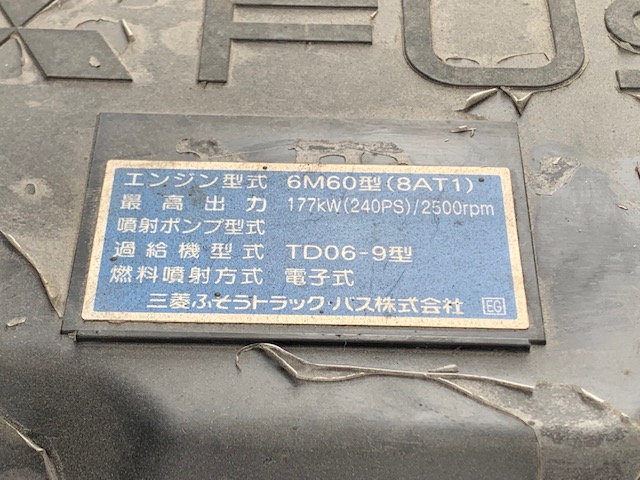 FUS
エンジン型式 6M60型(8AT1)
最高出力 177kW(240PS)/2500rpm
噴射ポンプ型式
過給機型式 TD06-9型
燃料噴射方式 電子式
三菱ふそうトラック・バス株式会社 EG